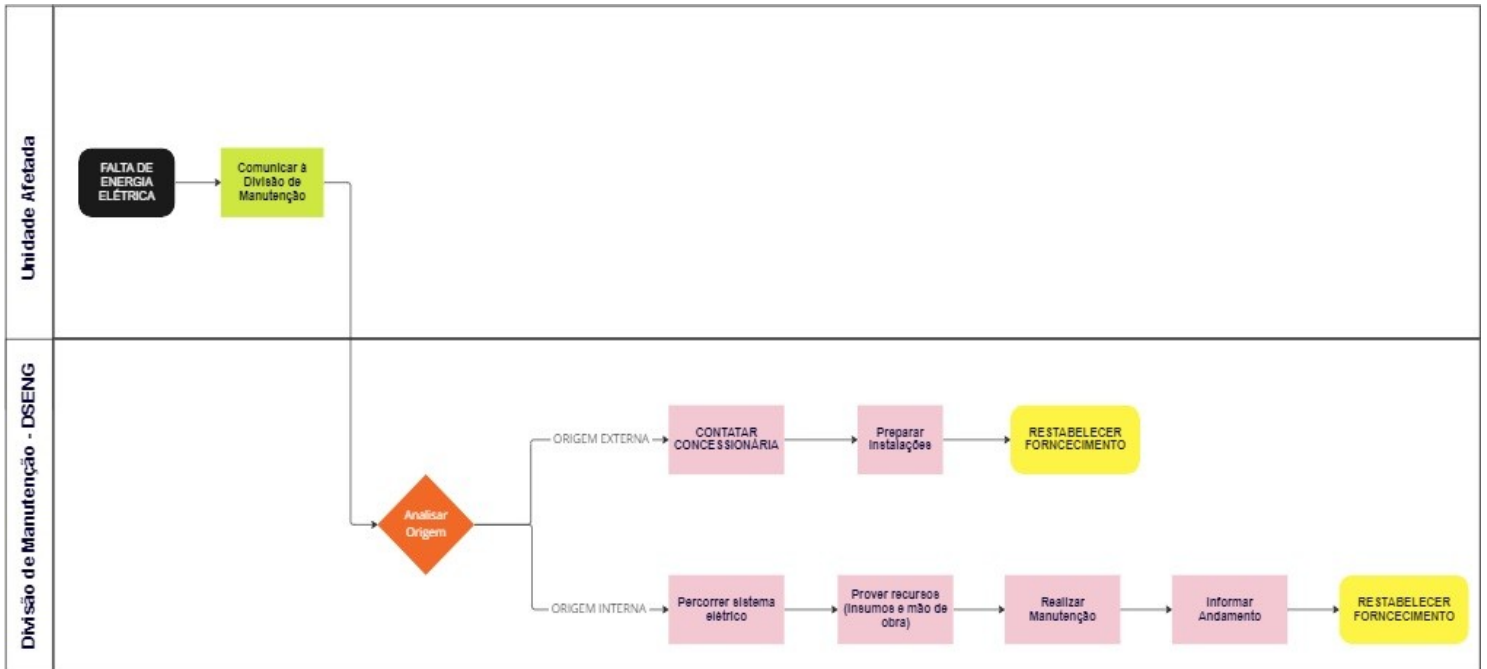 Unidade Afetada
FALTA DE
ENERGIA
ELÉTRICA
Comunicar à
Divisão de
Manutenção
Divisão de Manutenção - DSENG
Analisar
Origem
ORIGEM EXTERNA
CONTATAR
CONCESSIONÁRIA
Preparar
Instalações
RESTABELECER
FORNCECIMENTO
ORIGEM INTERNA
Percorrer sistema
elétrico
Prover recursos
(insumos e mão de
obra)
Realizar
Manutenção
Informar
Andamento
RESTABELECER
FORNCECIMENTO